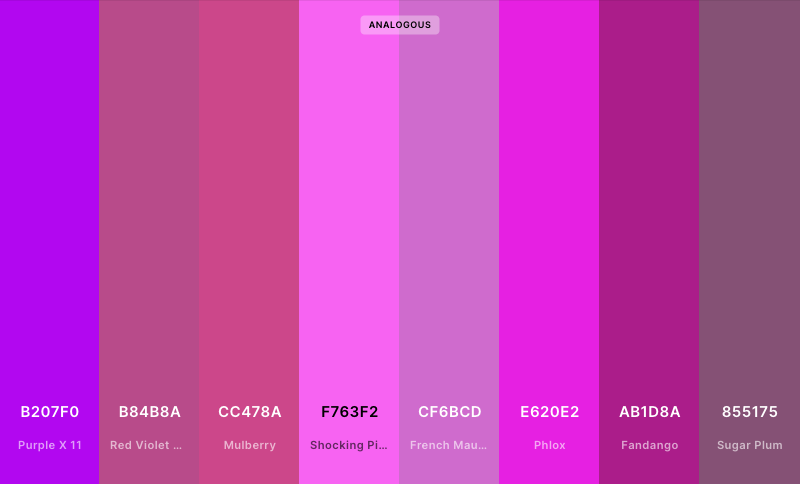 ANALOGOUS
B207F0 B84B8A CC478A F763F2 CF6BCD E620E2 AB1D8A 855175
Purple X 11 Red Violet ... Mulberry Shocking Pi... French Mau... Phlox Fandango Sugar Plum